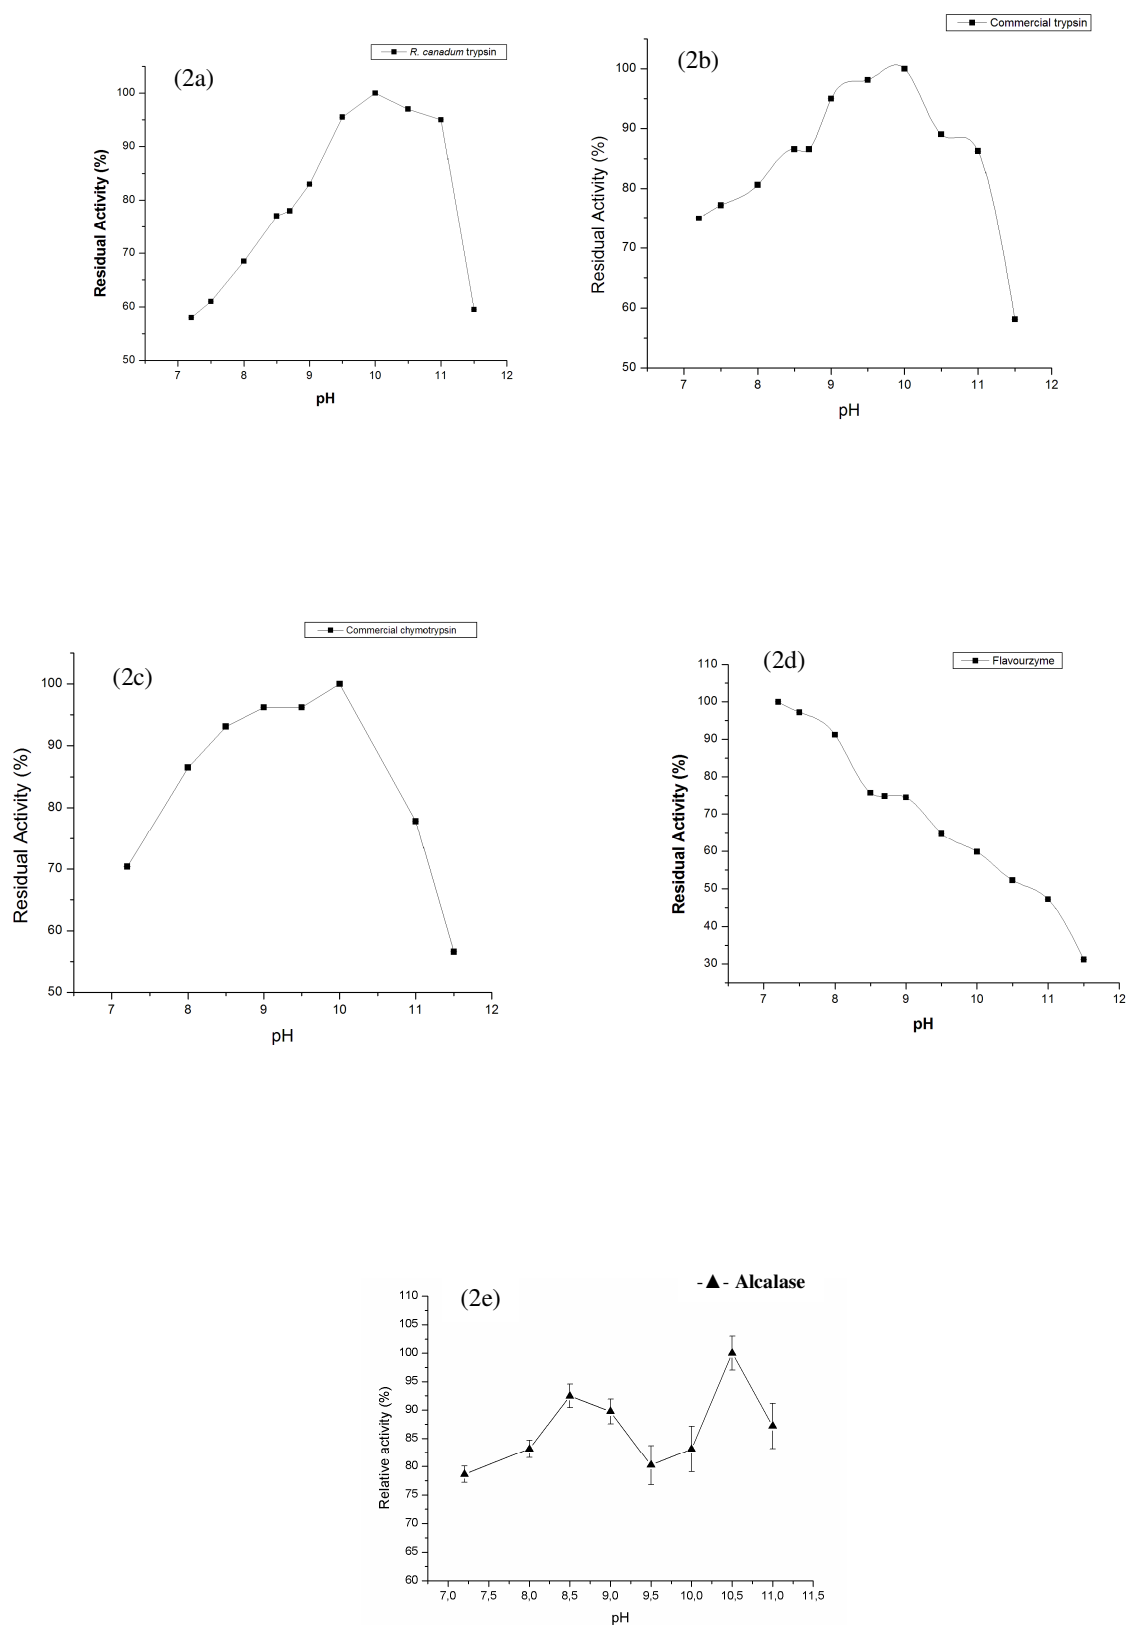 R. canadum trypsin
(2a)
100
90
80
70
60
50
Residual Activity (%)
7 8 9 10 11 12
pH
Commercial trypsin
(2b)
100
90
80
70
60
50
Residual Activity (%)
7 8 9 10 11 12
pH
Commercial chymotrypsin
(2c)
100
90
80
70
60
50
Residual Activity (%)
7 8 9 10 11 12
pH
Flavourzyme
(2d)
110
100
90
80
70
60
50
40
30
Residual Activity (%)
7 8 9 10 11 12
pH
Alcalase
(2e)
110
105
100
95
90
85
80
75
70
65
60
Relative activity (%)
7,0 7,5 8,0 8,5 9,0 9,5 10,0 10,5 11,0 11,5
pH